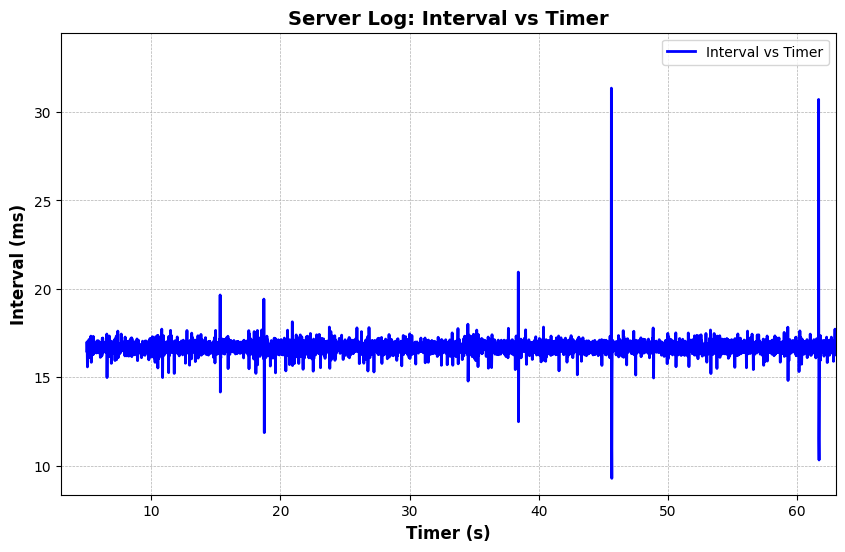 Server Log: Interval vs Timer
Interval vs Timer
Interval (ms)
30
25
20
15
10
10 20 30 40 50 60
Timer (s)